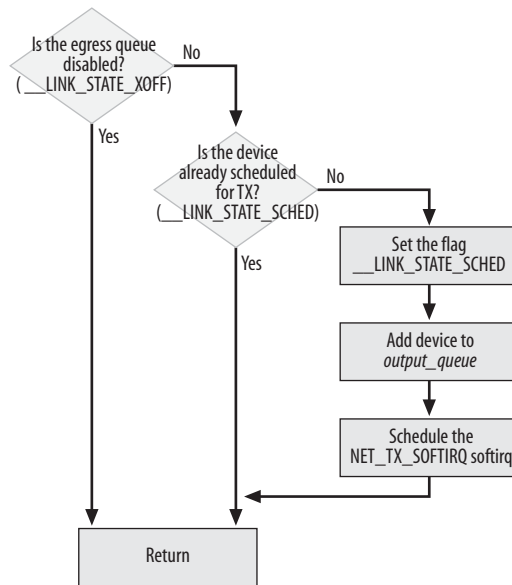 Is the egress queue
disabled?
( __LINK_STATE_XOFF)
No
Yes
Is the device
already scheduled
for TX?
(__LINK_STATE_SCHED)
No
Yes
Set the flag
__LINK_STATE_SCHED
Add device to
output_queue
Schedule the
NET_TX_SOFTIRQ softirq
Return